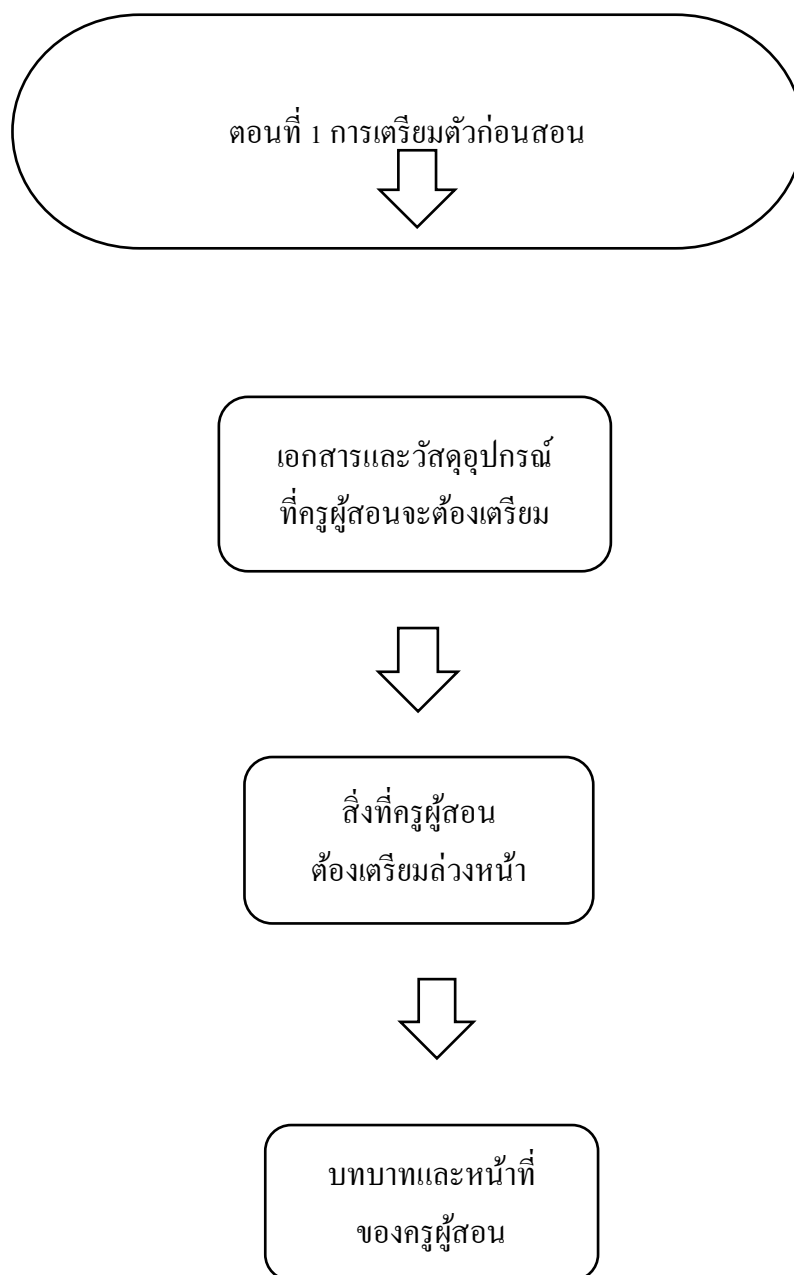 ตอนที่ 1 การเตรียมตัวก่อนสอน
เอกสารและวัสดุอุปกรณ์
ที่ครูผู้สอนจะต้องเตรียม
สิ่งที่ครูผู้สอน
ต้องเตรียมล่วงหน้า
บทบาทและหน้าที่
ของครูผู้สอน